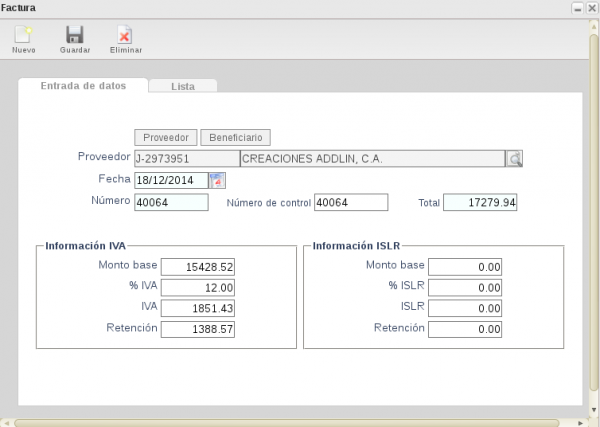 Factura
Nuevo Guardar Eliminar
Entrada de datos Lista
Proveedor Beneficiario
Proveedor J-2973951 CREACIONES ADDLIN, C.A.
Fecha 18/12/2014
Número 40064 Número de control 40064 Total 17279.94
Información IVA Información ISLR
Monto base 15428.52 Monto base 0.00
% IVA 12.00 % ISLR 0.00
IVA 1851.43 ISLR 0.00
Retención 1388.57 Retención 0.00